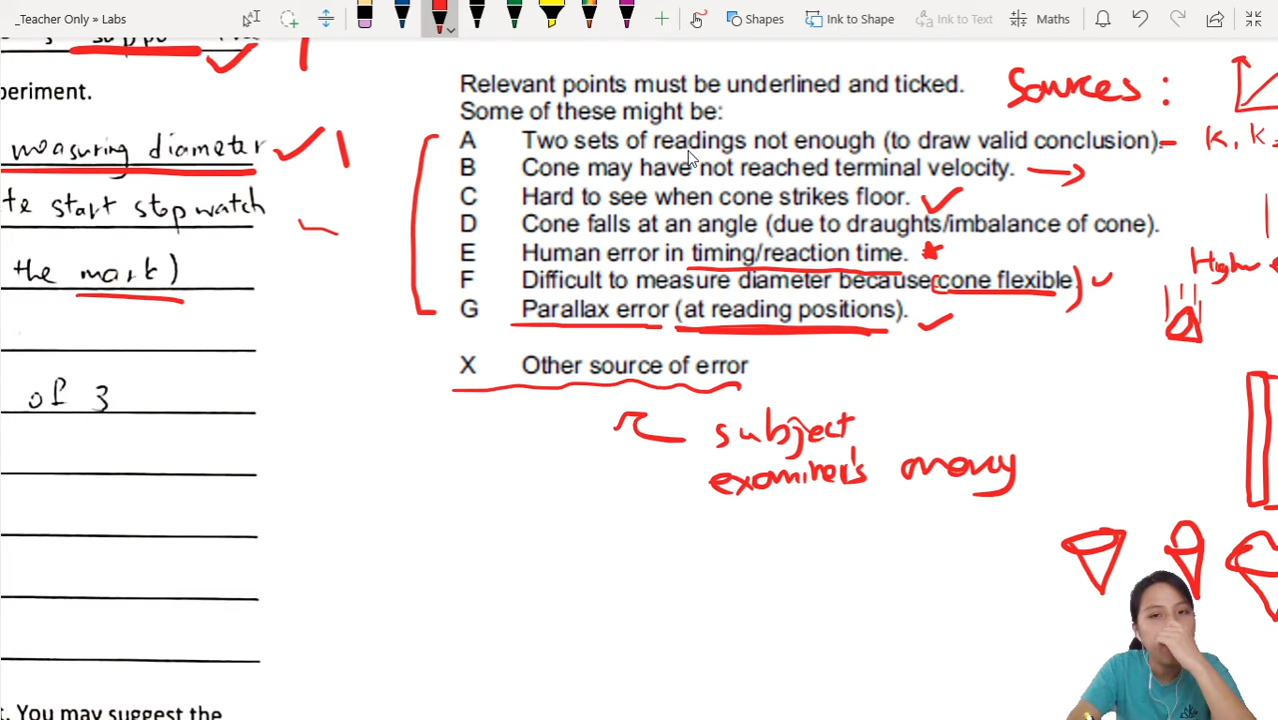 _Teacher Only » Labs
Shapes
Ink to Shape
Ink to Text
Maths
suppo
periment.
measuring diameter ✓ 1
te start stopwatch
the mark)
of 3
t. You may suggest the
Relevant points must be underlined and ticked.
Some of these might be:
A Two sets of readings not enough (to draw valid conclusion).
B Cone may have not reached terminal velocity.
C Hard to see when cone strikes floor.
D Cone falls at an angle (due to draughts/imbalance of cone).
E Human error in timing/reaction time.
F Difficult to measure diameter because cone flexible.
G Parallax error (at reading positions).
X Other source of error
subject
examiner's
Sources :
K, K
Higher